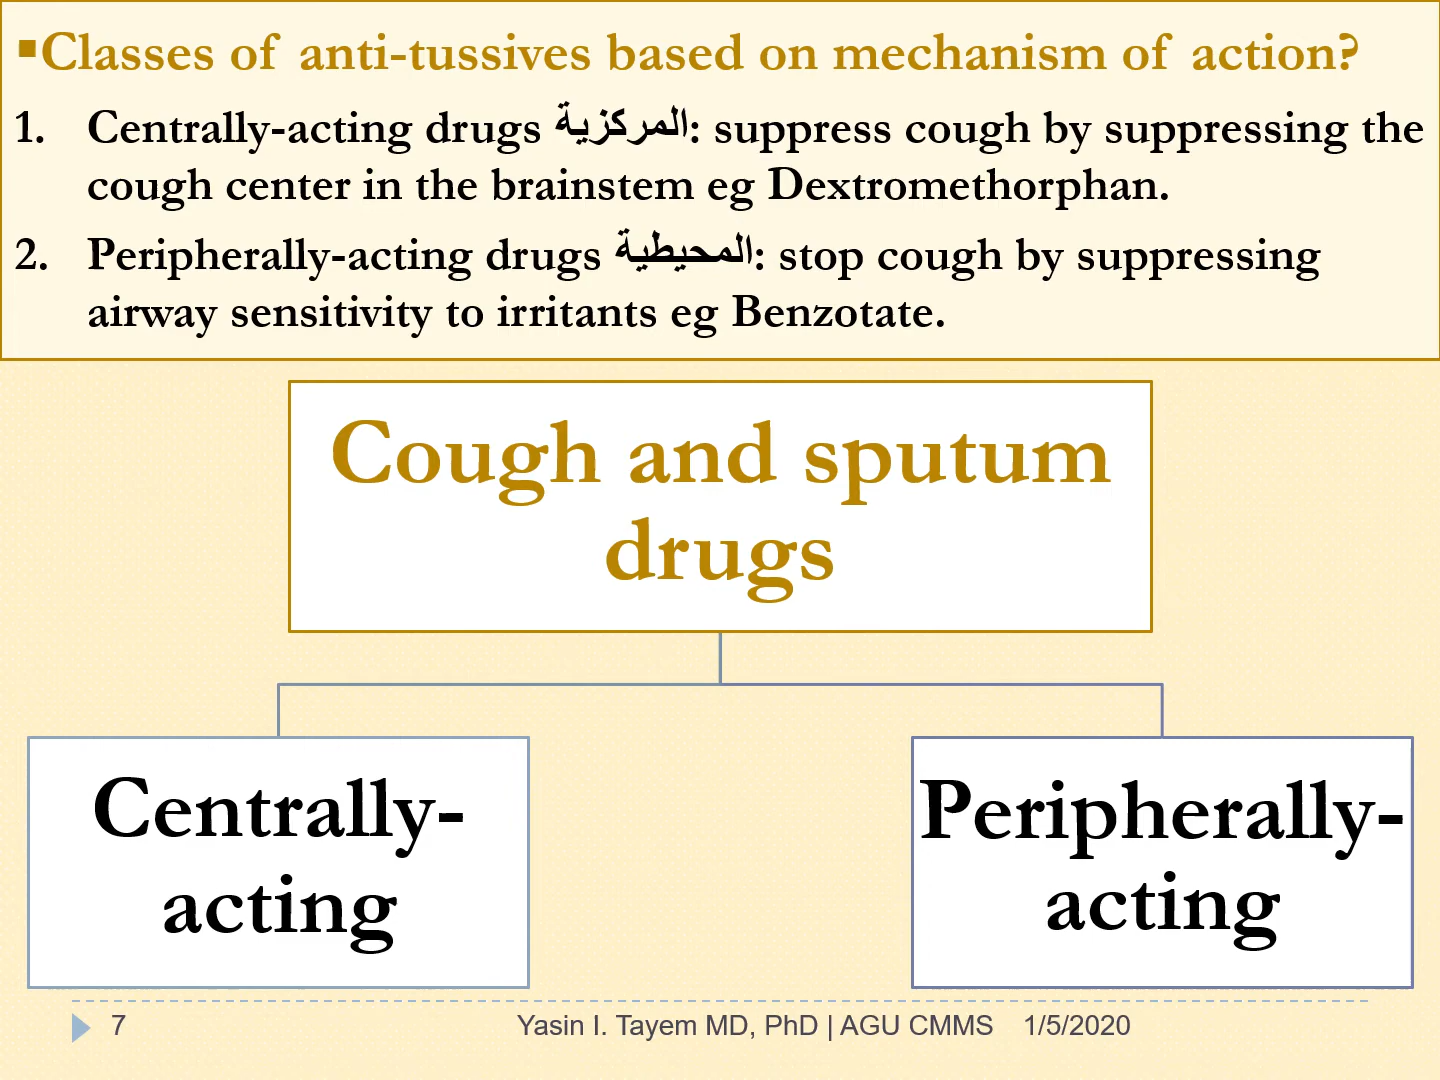 ▪Classes of anti-tussives based on mechanism of action?
1. Centrally-acting drugs المركزية: suppress cough by suppressing the
cough center in the brainstem eg Dextromethorphan.
2. Peripherally-acting drugs المحيطية: stop cough by suppressing
airway sensitivity to irritants eg Benzotate.
Cough and sputum
drugs
Centrally-
acting
Peripherally-
acting
7 Yasin I. Tayem MD, PhD | AGU CMMS 1/5/2020